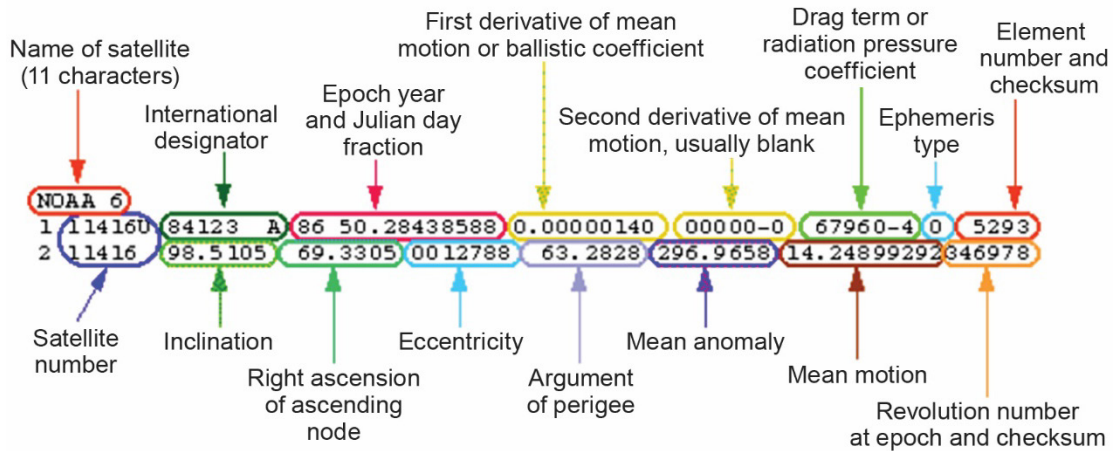 First derivative of mean
motion or ballistic coefficient
Drag term or
radiation pressure
coefficient
Element
number and
checksum
Name of satellite
(11 characters)
International
designator
Epoch year
and Julian day
fraction
Second derivative of mean
motion, usually blank
Ephemeris
type
NOAA 6
1 11416U 84123 A 86 50.28438588 0.00000140 00000-0 67960-4 0 5293
2 11416 98.5105 69.3305 0012788 63.2828 296.9658 14.24899292346978
Satellite
number
Inclination
Right ascension
of ascending
node
Eccentricity
Argument
of perigee
Mean anomaly
Mean motion
Revolution number
at epoch and checksum